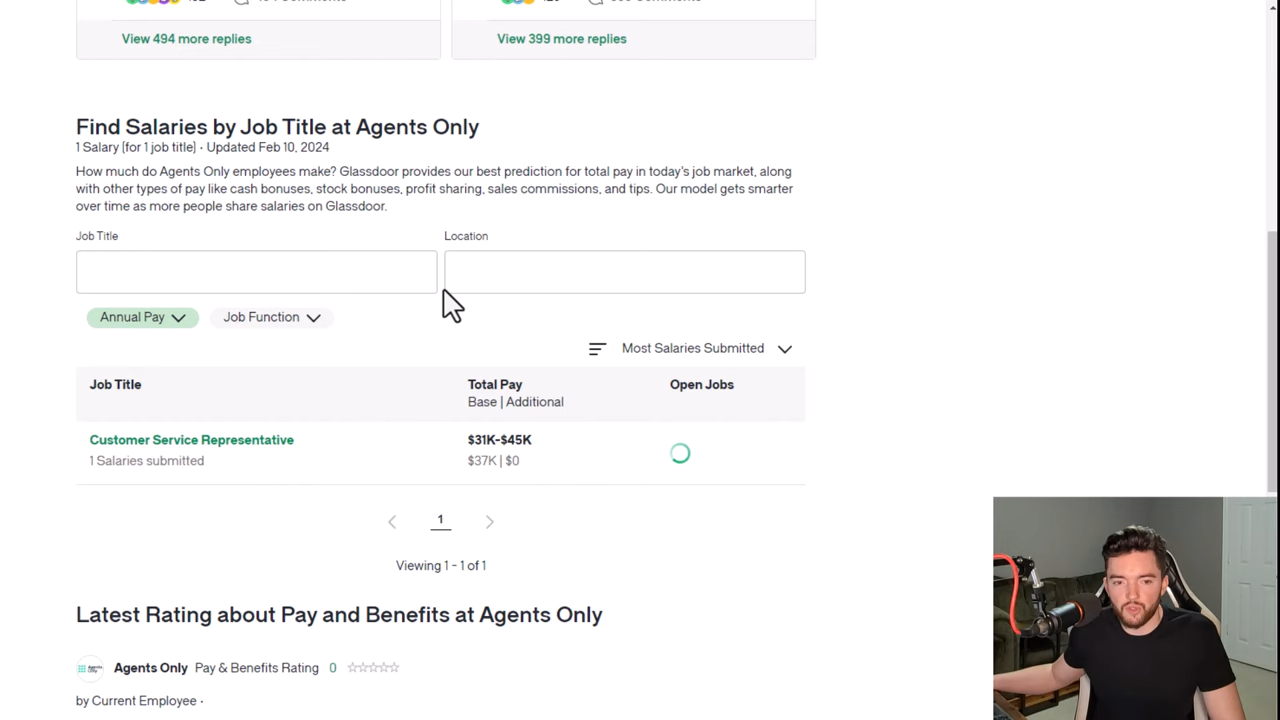 View 494 more replies
View 399 more replies
Find Salaries by Job Title at Agents Only
1 Salary (for 1 job title) · Updated Feb 10, 2024
How much do Agents Only employees make? Glassdoor provides our best prediction for total pay in today's job market, along
with other types of pay like cash bonuses, stock bonuses, profit sharing, sales commissions, and tips. Our model gets smarter
over time as more people share salaries on Glassdoor.
Job Title
Location
Annual Pay
Job Function
Most Salaries Submitted
Job Title
Total Pay
Open Jobs
Base | Additional
Customer Service Representative
$31K-$45K
1 Salaries submitted
$37K | $0
1
Viewing 1 - 1 of 1
Latest Rating about Pay and Benefits at Agents Only
Agents Only Pay & Benefits Rating 0
by Current Employee ·